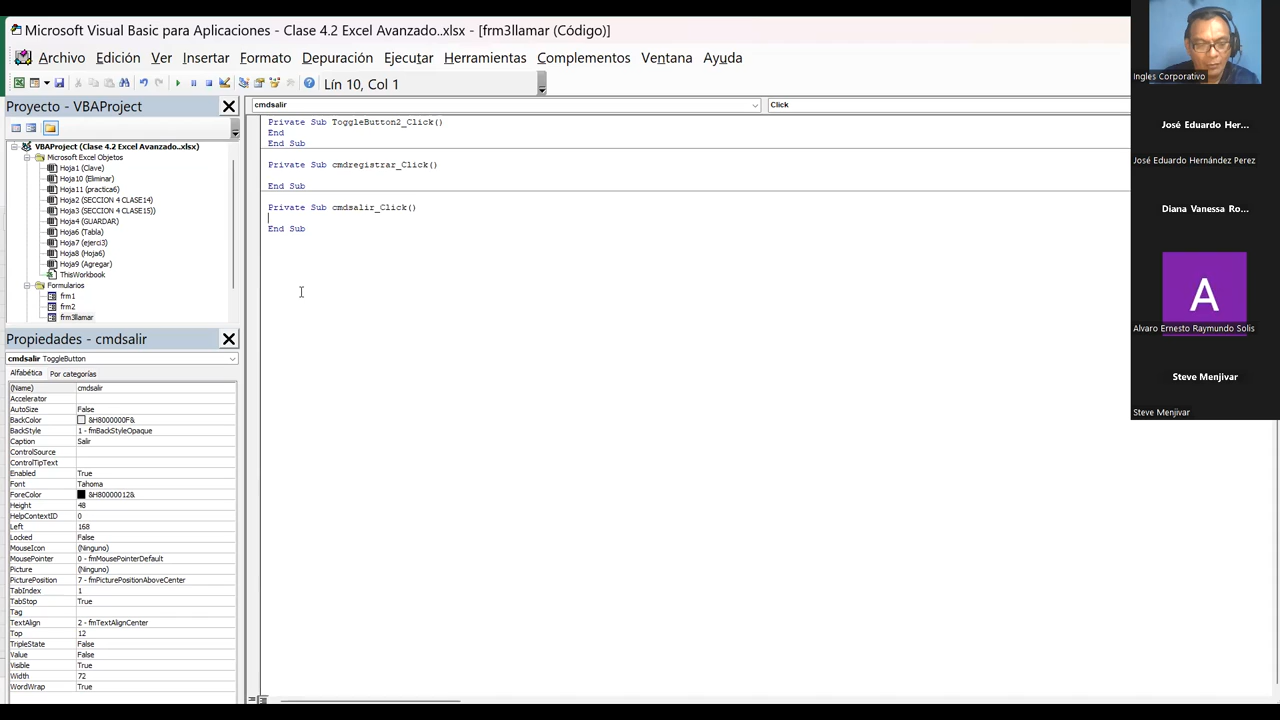 Microsoft Visual Basic para Aplicaciones - Clase 4.2 Excel Avanzado..xlsx - [frm3llamar (Código)]
Archivo Edición Ver Insertar Formato Depuración Ejecutar Herramientas Complementos Ventana Ayuda
Lín 10, Col 1
Proyecto - VBAProject
VBAProject (Clase 4.2 Excel Avanzado..xlsx)
Microsoft Excel Objetos
Hoja1 (Clave)
Hoja10 (Eliminar)
Hoja11 (practica6)
Hoja2 (SECCION 4 CLASE14)
Hoja3 (SECCION 4 CLASE15))
Hoja4 (GUARDAR)
Hoja6 (Tabla)
Hoja7 (ejerci3)
Hoja8 (Hoja6)
Hoja9 (Agregar)
ThisWorkbook
Formularios
frm1
frm2
frm3llamar
Propiedades - cmdsalir
cmdsalir ToggleButton
Alfabética Por categorías
(Name) cmdsalir
Accelerator
AutoSize False
BackColor &H8000000F&
BackStyle 1 - fmBackStyleOpaque
Caption Salir
ControlSource
ControlTipText
Enabled True
Font Tahoma
ForeColor &H80000012&
Height 48
HelpContextID 0
Left 168
Locked False
MouseIcon (Ninguno)
MousePointer 0 - fmMousePointerDefault
Picture (Ninguno)
PicturePosition 7 - fmPicturePositionAboveCenter
TabIndex 1
TabStop True
Tag
TextAlign 2 - fmTextAlignCenter
Top 12
TripleState False
Value False
Visible True
Width 72
WordWrap True
cmdsalir Click
Private Sub ToggleButton2_Click()
End
End Sub
Private Sub cmdregistrar_Click()
End Sub
Private Sub cmdsalir_Click()
End Sub
Ingles Corporativo
José Eduardo Her...
José Eduardo Hernández Perez
Diana Vanessa Ro...
A
Alvaro Ernesto Raymundo Solis
Steve Menjivar
Steve Menjivar